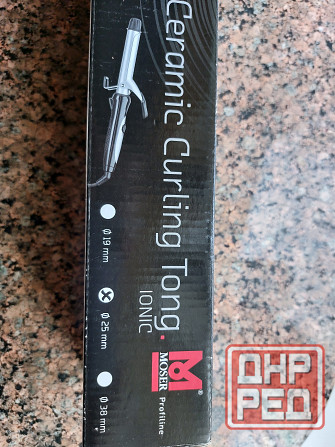 Ceramic Curling Tong.
IONIC
MOSER
Profiline
®
Ø 19 mm
Ø 25 mm
Ø 38 mm
ДНР
РЕД